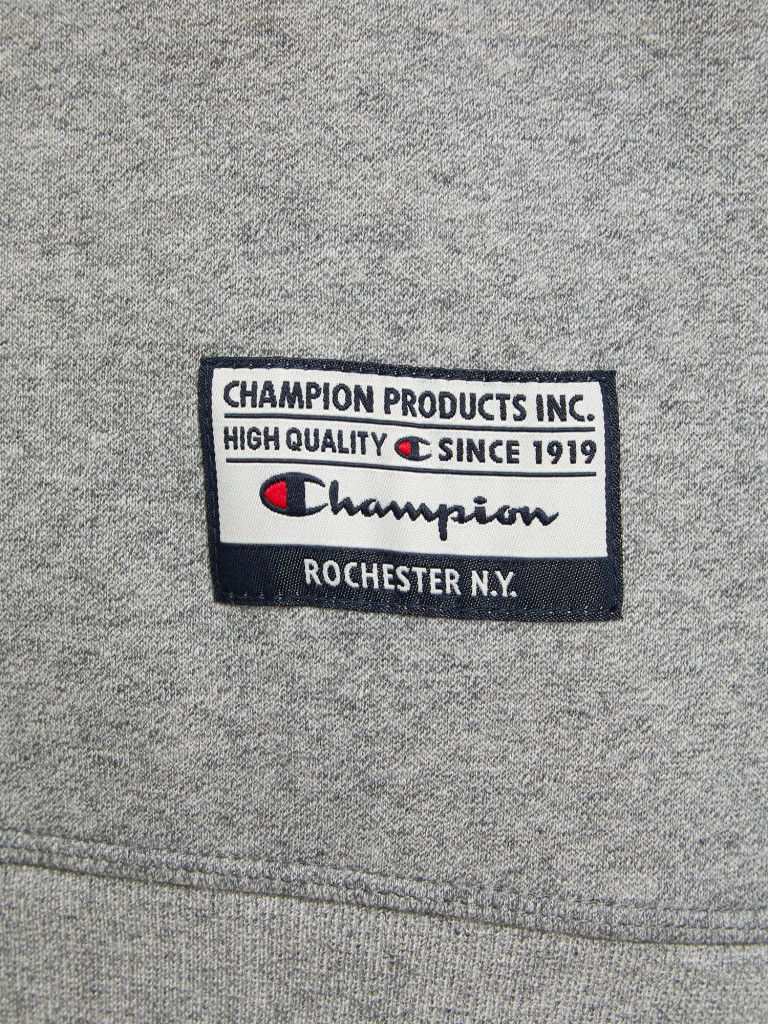 CHAMPION PRODUCTS INC.
HIGH QUALITY SINCE 1919
Champion
ROCHESTER N.Y.